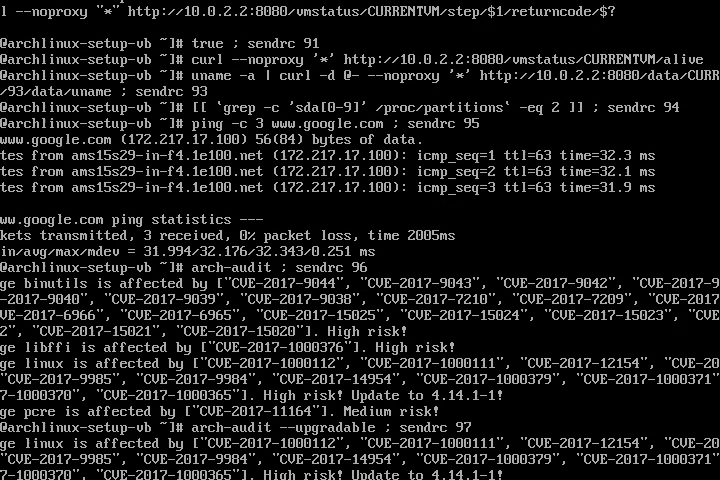 l --noproxy "*" http://10.0.2.2:8080/vmstatus/CURRENTVM/step/$1/returncode/$?
@archlinux-setup-vb ~]# true ; sendrc 91
@archlinux-setup-vb ~]# curl --noproxy '*' http://10.0.2.2:8080/vmstatus/CURRENTVM/alive
@archlinux-setup-vb ~]# uname -a | curl -d @- --noproxy '*' http://10.0.2.2:8080/data/CURR
/93/data/uname ; sendrc 93
@archlinux-setup-vb ~]# [[ `grep -c 'sda[0-9]' /proc/partitions` -eq 2 ]] ; sendrc 94
@archlinux-setup-vb ~]# ping -c 3 www.google.com ; sendrc 95
www.google.com (172.217.17.100) 56(84) bytes of data.
tes from ams15s29-in-f4.1e100.net (172.217.17.100): icmp_seq=1 ttl=63 time=32.3 ms
tes from ams15s29-in-f4.1e100.net (172.217.17.100): icmp_seq=2 ttl=63 time=32.1 ms
tes from ams15s29-in-f4.1e100.net (172.217.17.100): icmp_seq=3 ttl=63 time=31.9 ms
ww.google.com ping statistics ---
kets transmitted, 3 received, 0% packet loss, time 2005ms
in/avg/max/mdev = 31.994/32.176/32.343/0.251 ms
@archlinux-setup-vb ~]# arch-audit ; sendrc 96
ge binutils is affected by ["CVE-2017-9044", "CVE-2017-9043", "CVE-2017-9042", "CVE-2017-9
-2017-9040", "CVE-2017-9039", "CVE-2017-9038", "CVE-2017-7210", "CVE-2017-7209", "CVE-2017
VE-2017-6966", "CVE-2017-6965", "CVE-2017-15025", "CVE-2017-15024", "CVE-2017-15023", "CVE
2", "CVE-2017-15021", "CVE-2017-15020"]. High risk!
ge libffi is affected by ["CVE-2017-1000376"]. High risk!
ge linux is affected by ["CVE-2017-1000112", "CVE-2017-1000111", "CVE-2017-12154", "CVE-20
"CVE-2017-9985", "CVE-2017-9984", "CVE-2017-14954", "CVE-2017-1000379", "CVE-2017-1000371"
7-1000370", "CVE-2017-1000365"]. High risk! Update to 4.14.1-1!
ge pcre is affected by ["CVE-2017-11164"]. Medium risk!
@archlinux-setup-vb ~]# arch-audit --upgradable ; sendrc 97
ge linux is affected by ["CVE-2017-1000112", "CVE-2017-1000111", "CVE-2017-12154", "CVE-20
"CVE-2017-9985", "CVE-2017-9984", "CVE-2017-14954", "CVE-2017-1000379", "CVE-2017-1000371"
7-1000370", "CVE-2017-1000365"]. High risk! Update to 4.14.1-1!